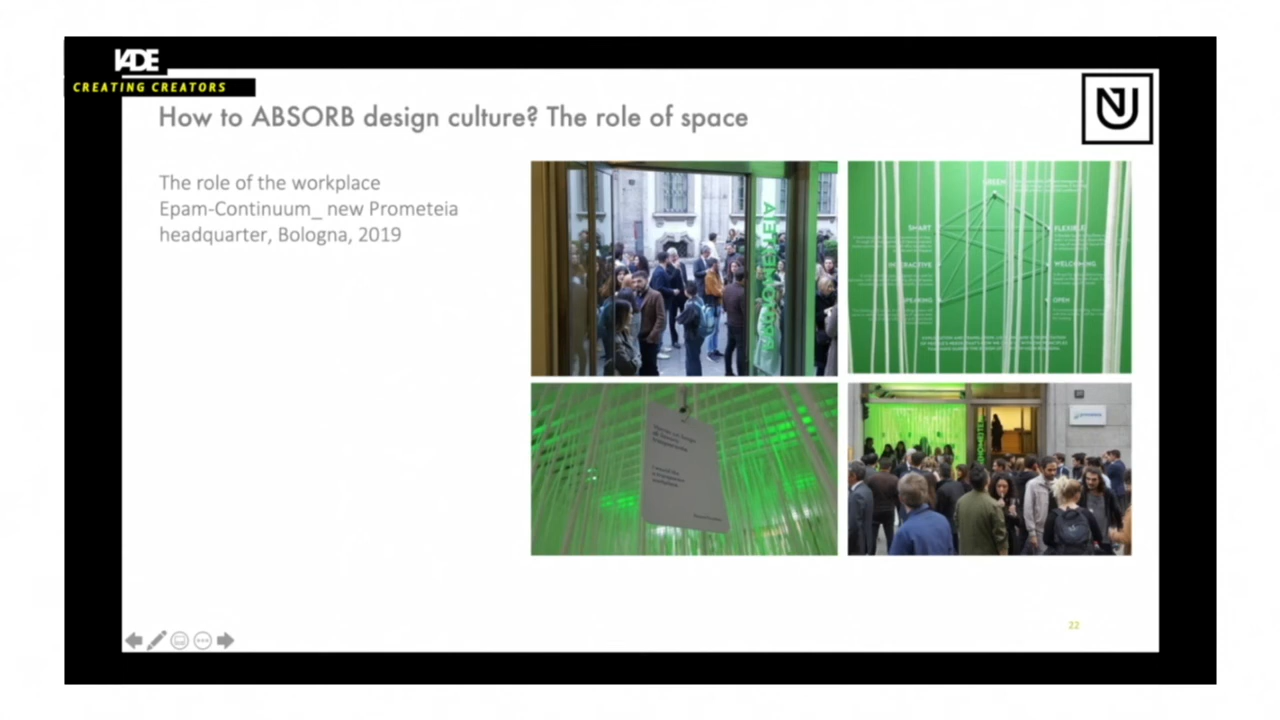 IADE
CREATING CREATORS
How to ABSORB design culture? The role of space
The role of the workplace
Epam-Continuum_ new Prometeia
headquarter, Bologna, 2019
GREEN
SMART
FLEXIBLE
INTERACTIVE
WELCOMING
SPEAKING
OPEN
22